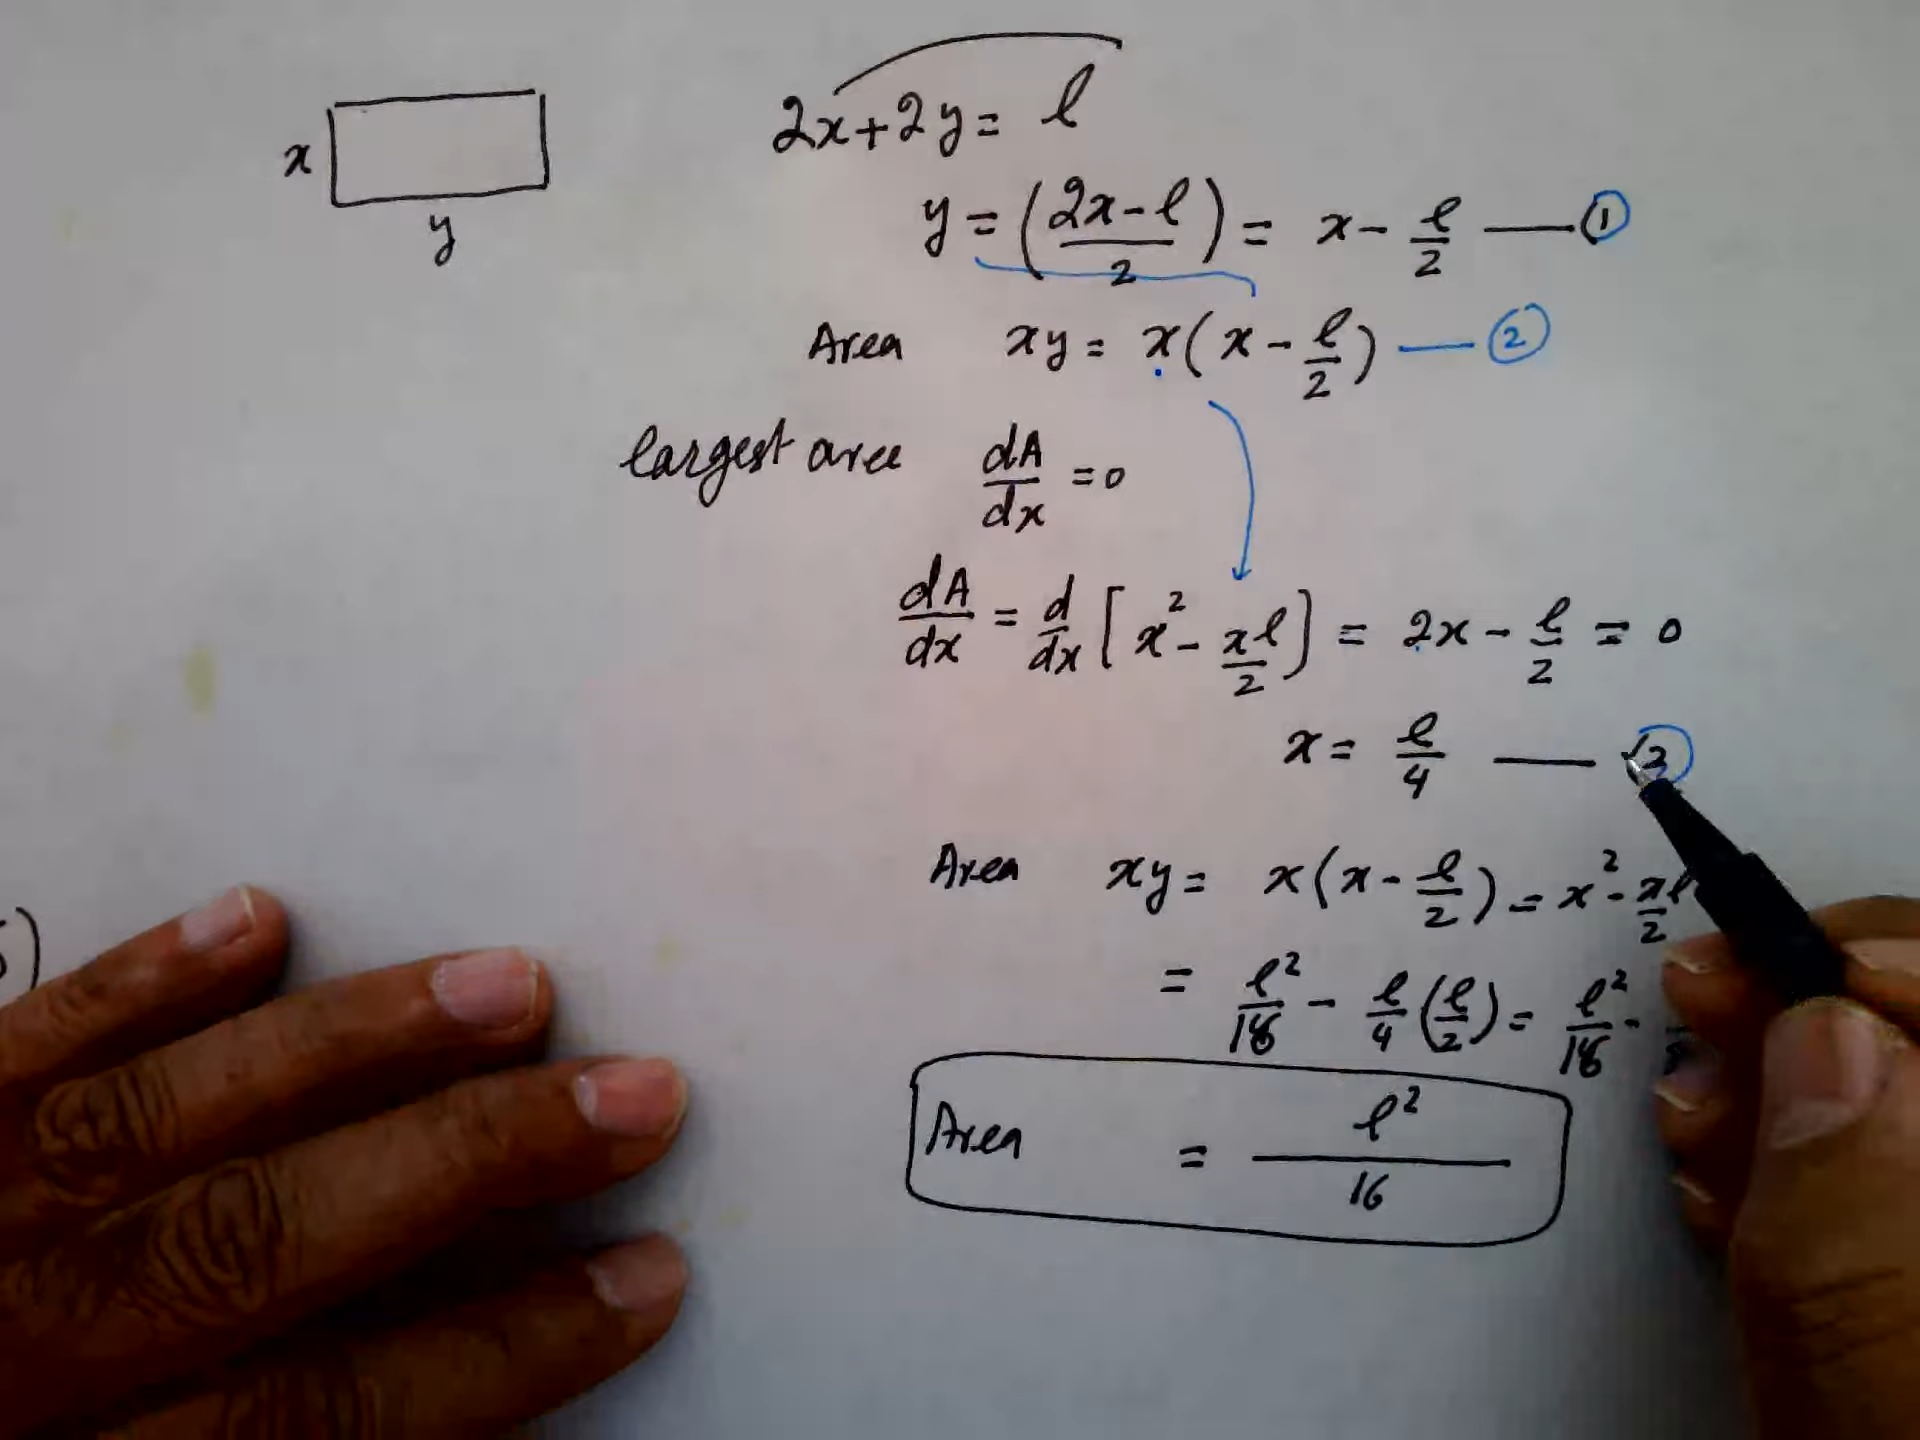 2x+2y = l
x
y
y = (2x-l/2) = x - l/2 — (1)
Area xy = x(x - l/2) — (2)
largest area dA/dx = 0
dA/dx = d/dx [x² - xl/2] = 2x - l/2 = 0
x = l/4 —
Area xy = x(x - l/2) = x² - xl/2
= l²/16 - l/4 (l/2) = l²/16 -
Area = l²/16
)